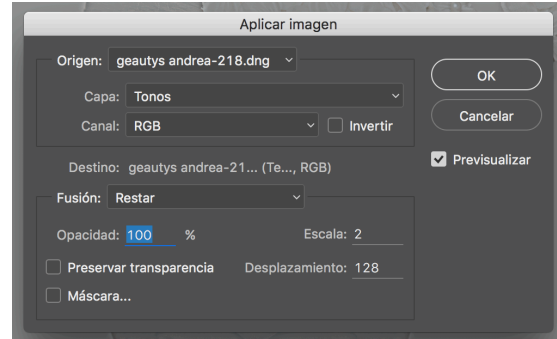 Aplicar imagen
Origen: geautys andrea-218.dng
OK
Capa: Tonos
Cancelar
Canal: RGB Invertir
Previsualizar
Destino: geautys andrea-21... (Te..., RGB)
Fusión: Restar
Opacidad: 100 % Escala: 2
Preservar transparencia Desplazamiento: 128
Máscara...